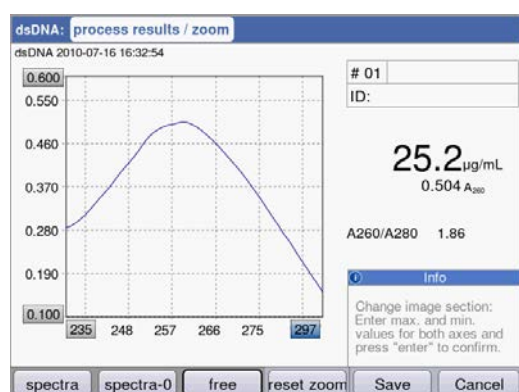 dsDNA: process results / zoom
dsDNA 2010-07-16 16:32:54
0.600
0.550
0.460
0.370
0.280
0.190
0.100
235 248 257 266 275 297
# 01
ID:
25.2 µg/mL
0.504 A260
A260/A280 1.86
Info
Change image section:
Enter max. and min.
values for both axes and
press "enter" to confirm.
spectra spectra-0 free reset zoom Save Cancel